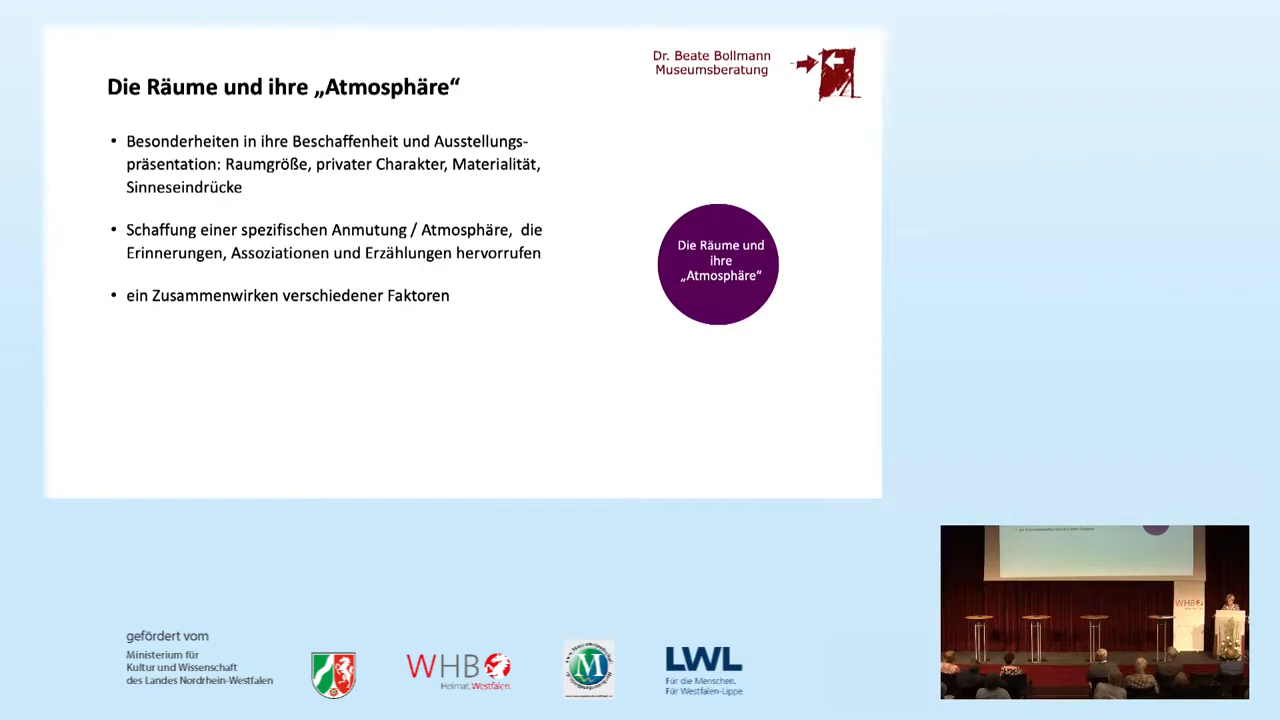 Dr. Beate Bollmann
Museumsberatung
Die Räume und ihre „Atmosphäre“
• Besonderheiten in ihre Beschaffenheit und Ausstellungs-
präsentation: Raumgröße, privater Charakter, Materialität,
Sinneseindrücke
• Schaffung einer spezifischen Anmutung / Atmosphäre, die
Erinnerungen, Assoziationen und Erzählungen hervorrufen
• ein Zusammenwirken verschiedener Faktoren
Die Räume und
ihre
„Atmosphäre“
gefördert vom
Ministerium für
Kultur und Wissenschaft
des Landes Nordrhein-Westfalen
WHB
Heimat. Westfalen.
M
LWL
Für die Menschen.
Für Westfalen-Lippe.
WHB